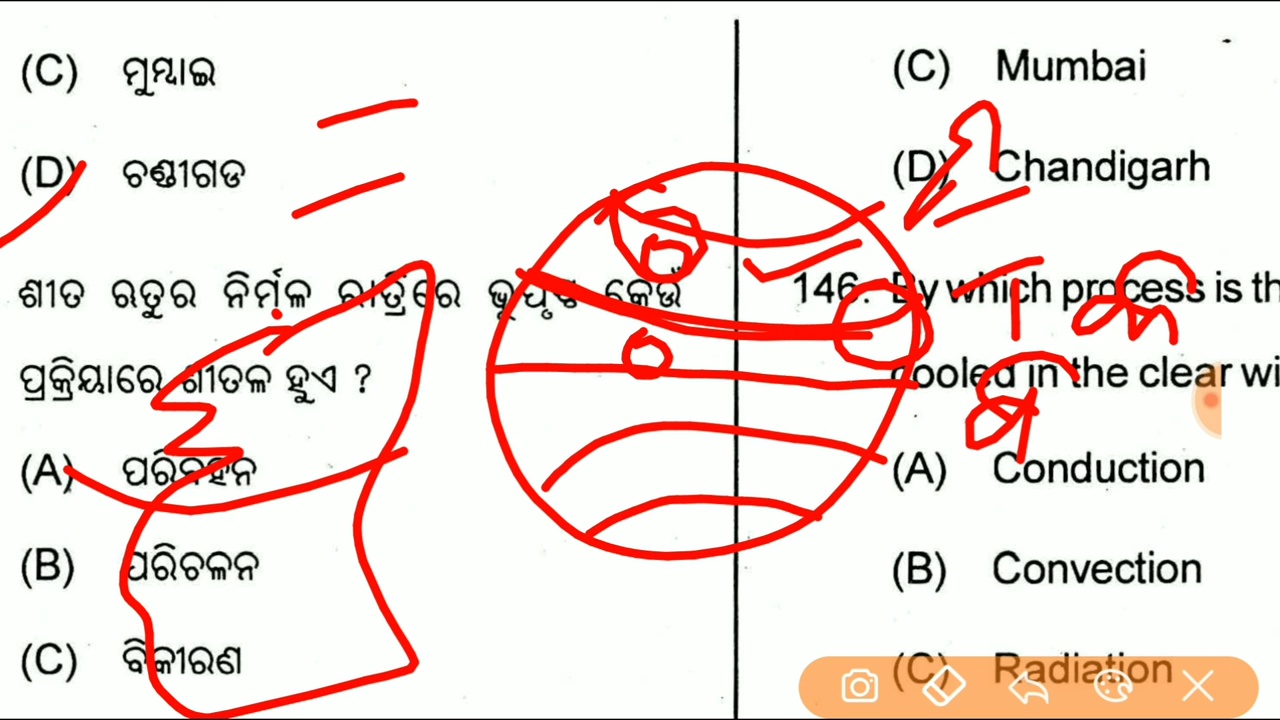 (C) ମୁମ୍ବାଇ
(D) ଚଣ୍ଡୀଗଡ
ଶୀତ ଋତୁର ନିର୍ମଳ ରାତ୍ରିରେ ଭୂପୃଷ୍ଠ କେଉଁ
ପ୍ରକ୍ରିୟାରେ ଶୀତଳ ହୁଏ ?
(A) ପରିବହନ
(B) ପରିଚଳନ
(C) ବିକୀରଣ
(C) Mumbai
(D) Chandigarh
146. By which process is th
cooled in the clear wi
(A) Conduction
(B) Convection
(C) Radiation